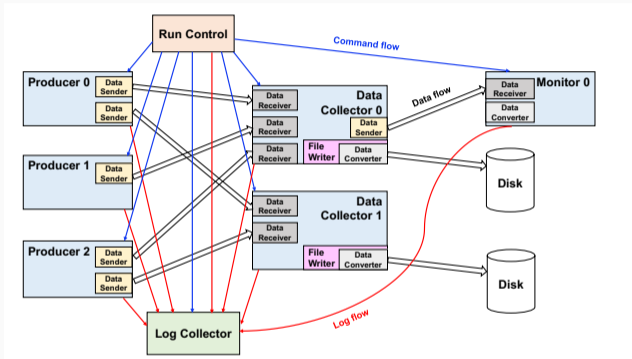 Run Control
Command flow
Producer 0
Data
Sender
Data
Sender
Data
Receiver
Data
Receiver
Data
Receiver
Data
Collector 0
Data
Sender
File
Writer
Data
Converter
Data flow
Monitor 0
Data
Receiver
Data
Converter
Producer 1
Data
Sender
Disk
Data
Receiver
Data
Receiver
Data
Collector 1
File
Writer
Data
Converter
Producer 2
Data
Sender
Data
Sender
Disk
Log Collector
Log flow